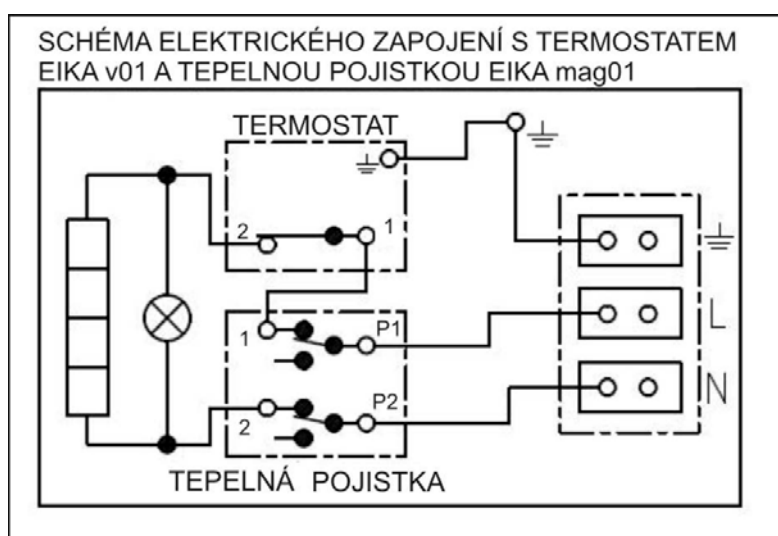 SCHÉMA ELEKTRICKÉHO ZAPOJENÍ S TERMOSTATEM
EIKA v01 A TEPELNOU POJISTKOU EIKA mag01
TERMOSTAT
2
1
1
P1
L
2
P2
N
TEPELNÁ POJISTKA